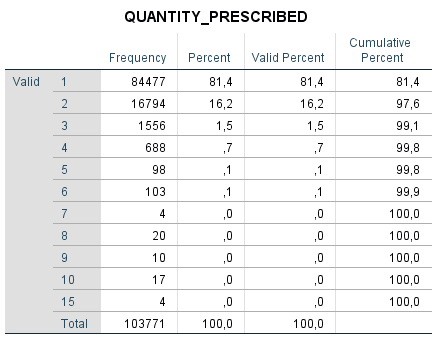 QUANTITY_PRESCRIBED
Frequency Percent Valid Percent Cumulative Percent
Valid 1 84477 81,4 81,4 81,4
2 16794 16,2 16,2 97,6
3 1556 1,5 1,5 99,1
4 688 ,7 ,7 99,8
5 98 ,1 ,1 99,8
6 103 ,1 ,1 99,9
7 4 ,0 ,0 100,0
8 20 ,0 ,0 100,0
9 10 ,0 ,0 100,0
10 17 ,0 ,0 100,0
15 4 ,0 ,0 100,0
Total 103771 100,0 100,0